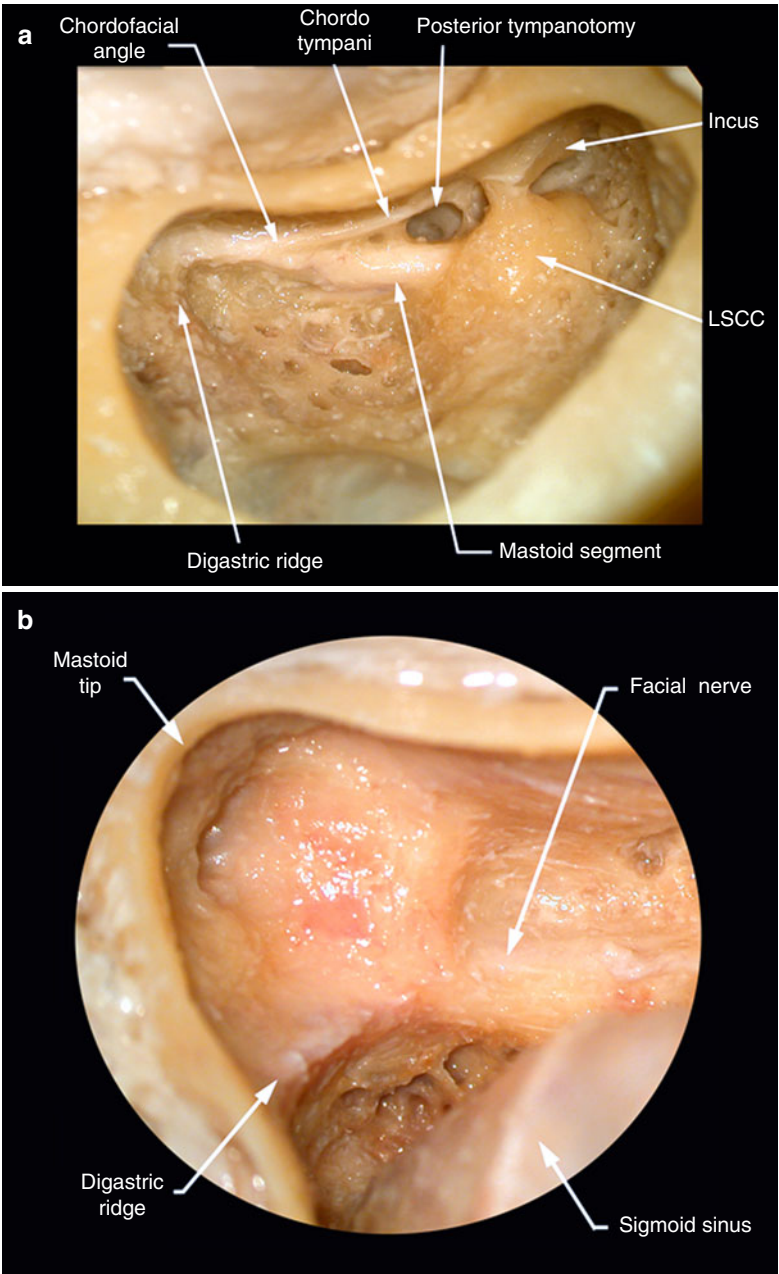 a
Chordofacial
angle
Chordo
tympani
Posterior tympanotomy
Incus
LSCC
Digastric ridge
Mastoid segment
b
Mastoid
tip
Facial nerve
Digastric
ridge
Sigmoid sinus